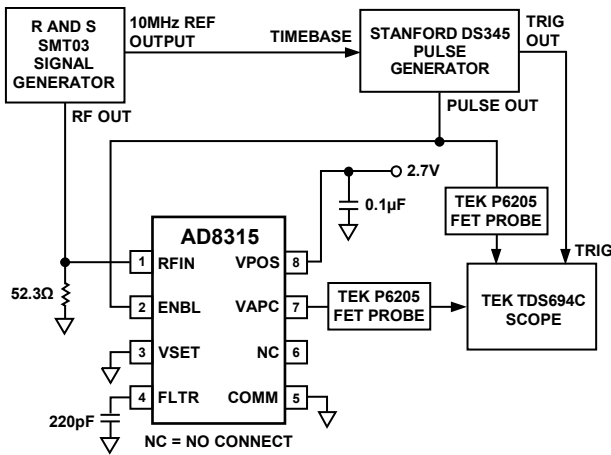 R AND S
SMT03
SIGNAL
GENERATOR
10MHz REF
OUTPUT
TIMEBASE
STANFORD DS345
PULSE
GENERATOR
TRIG
OUT
RF OUT
PULSE OUT
2.7V
0.1µF
TEK P6205
FET PROBE
TRIG
AD8315
1 RFIN
VPOS 8
52.3Ω
2 ENBL
VAPC 7
TEK P6205
FET PROBE
TEK TDS694C
SCOPE
3 VSET
NC 6
4 FLTR
COMM 5
220pF
NC = NO CONNECT